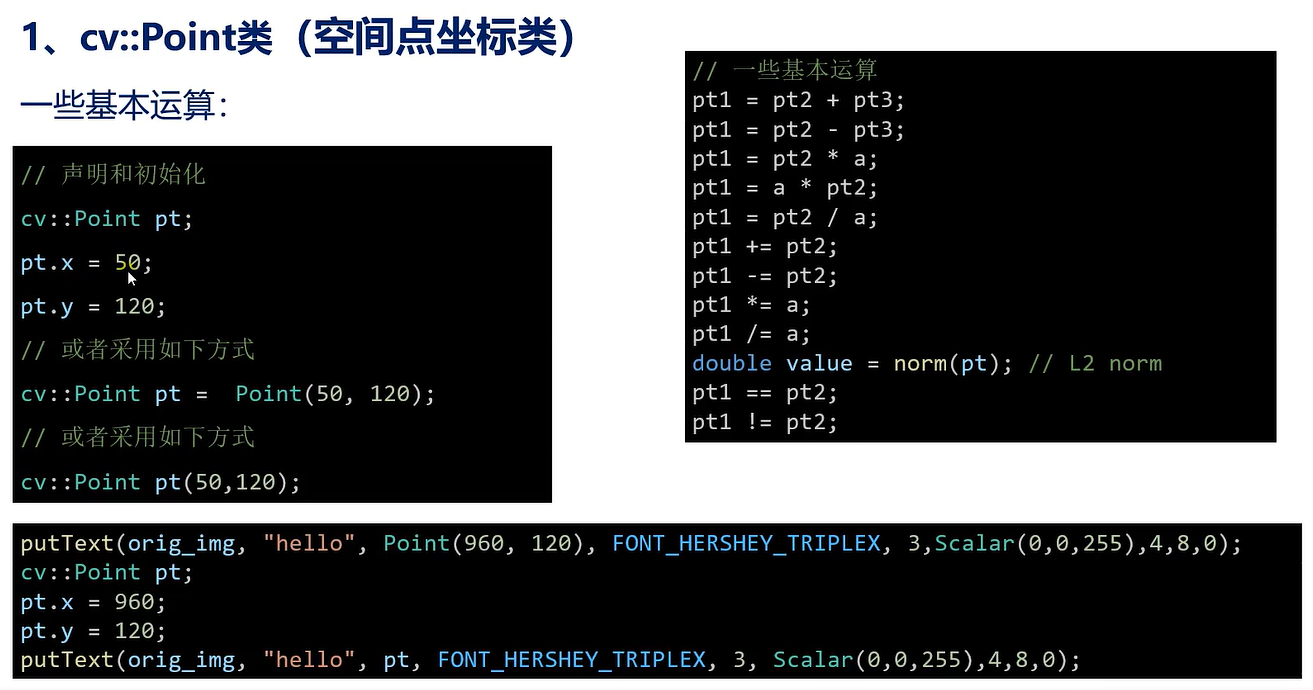 1、cv::Point类（空间点坐标类）
一些基本运算：
// 声明和初始化
cv::Point pt;
pt.x = 50;
pt.y = 120;
// 或者采用如下方式
cv::Point pt =  Point(50, 120);
// 或者采用如下方式
cv::Point pt(50,120);
// 一些基本运算
pt1 = pt2 + pt3;
pt1 = pt2 - pt3;
pt1 = pt2 * a;
pt1 = a * pt2;
pt1 = pt2 / a;
pt1 += pt2;
pt1 -= pt2;
pt1 *= a;
pt1 /= a;
double value = norm(pt); // L2 norm
pt1 == pt2;
pt1 != pt2;
putText(orig_img, "hello", Point(960, 120), FONT_HERSHEY_TRIPLEX, 3,Scalar(0,0,255),4,8,0);
cv::Point pt;
pt.x = 960;
pt.y = 120;
putText(orig_img, "hello", pt, FONT_HERSHEY_TRIPLEX, 3, Scalar(0,0,255),4,8,0);